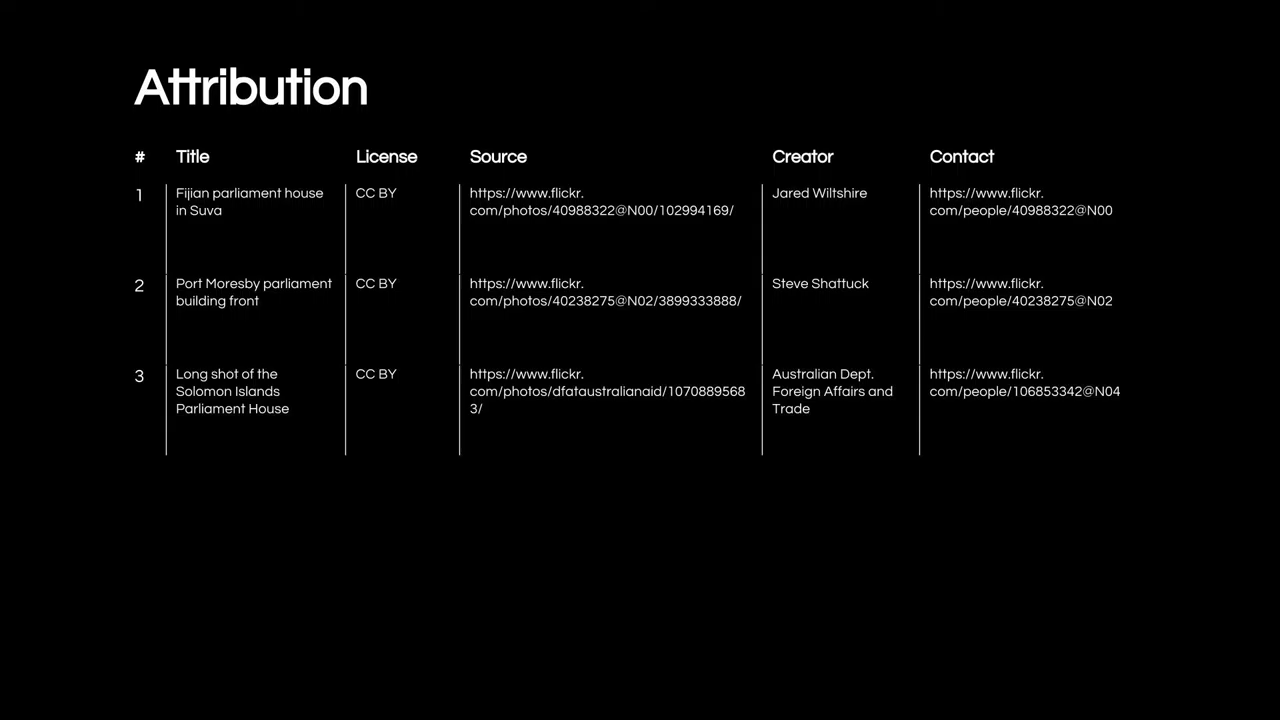 Attribution
# Title License Source Creator Contact
1 Fijian parliament house CC BY https://www.flickr. Jared Wiltshire https://www.flickr.
in Suva com/photos/40988322@N00/102994169/ com/people/40988322@N00
2 Port Moresby parliament CC BY https://www.flickr. Steve Shattuck https://www.flickr.
building front com/photos/40238275@N02/3899333888/ com/people/40238275@N02
3 Long shot of the CC BY https://www.flickr. Australian Dept. https://www.flickr.
Solomon Islands com/photos/dfataustralianaid/1070889568 Foreign Affairs and com/people/106853342@N04
Parliament House 3/ Trade